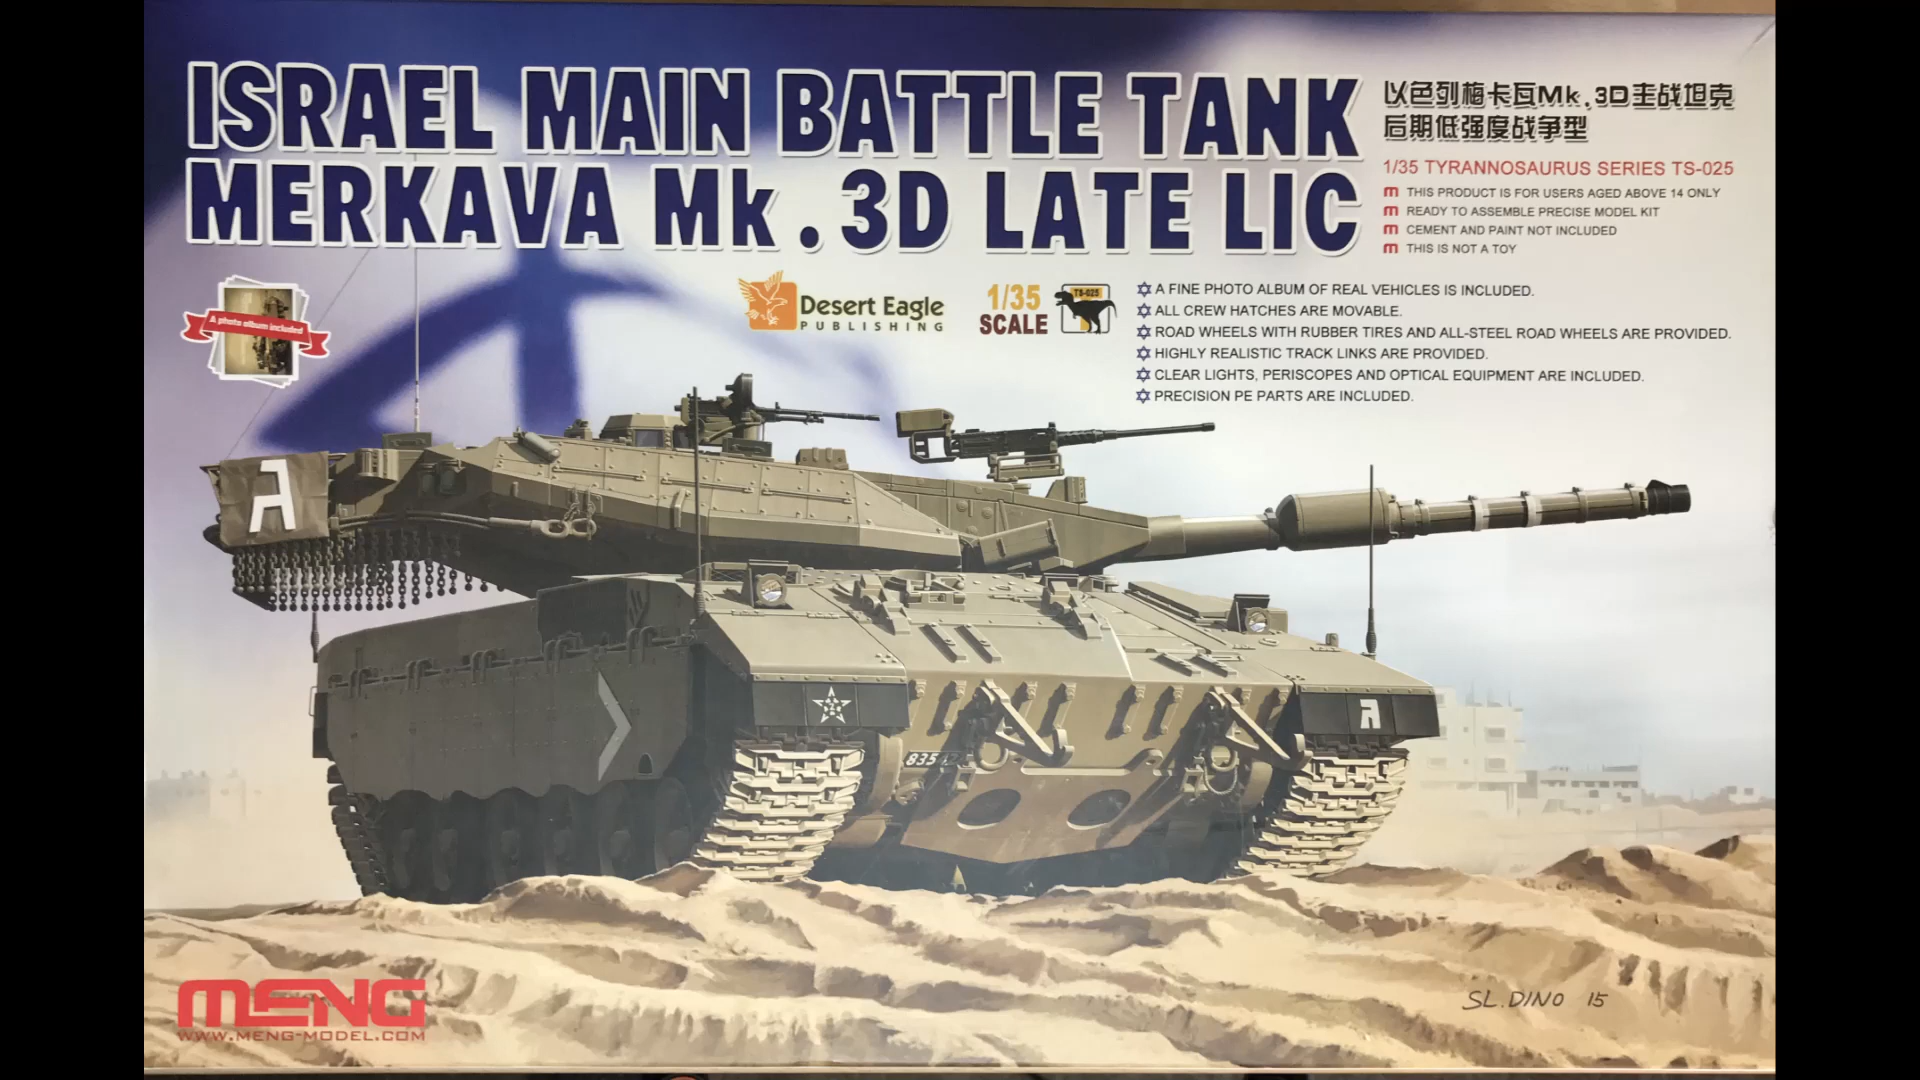 ISRAEL MAIN BATTLE TANK
MERKAVA Mk.3D LATE LIC
以色列梅卡瓦Mk.3D主战坦克
后期低强度战争型
1/35 TYRANNOSAURUS SERIES TS-025
THIS PRODUCT IS FOR USERS AGED ABOVE 14 ONLY
READY TO ASSEMBLE PRECISE MODEL KIT
CEMENT AND PAINT NOT INCLUDED
THIS IS NOT A TOY
A photo album included
Desert Eagle
PUBLISHING
1/35
SCALE
TS-025
A FINE PHOTO ALBUM OF REAL VEHICLES IS INCLUDED.
ALL CREW HATCHES ARE MOVABLE.
ROAD WHEELS WITH RUBBER TIRES AND ALL-STEEL ROAD WHEELS ARE PROVIDED.
HIGHLY REALISTIC TRACK LINKS ARE PROVIDED.
CLEAR LIGHTS, PERISCOPES AND OPTICAL EQUIPMENT ARE INCLUDED.
PRECISION PE PARTS ARE INCLUDED.
גּ
גּ
835
MENG
WWW.MENG-MODEL.COM
SL.DINO 15